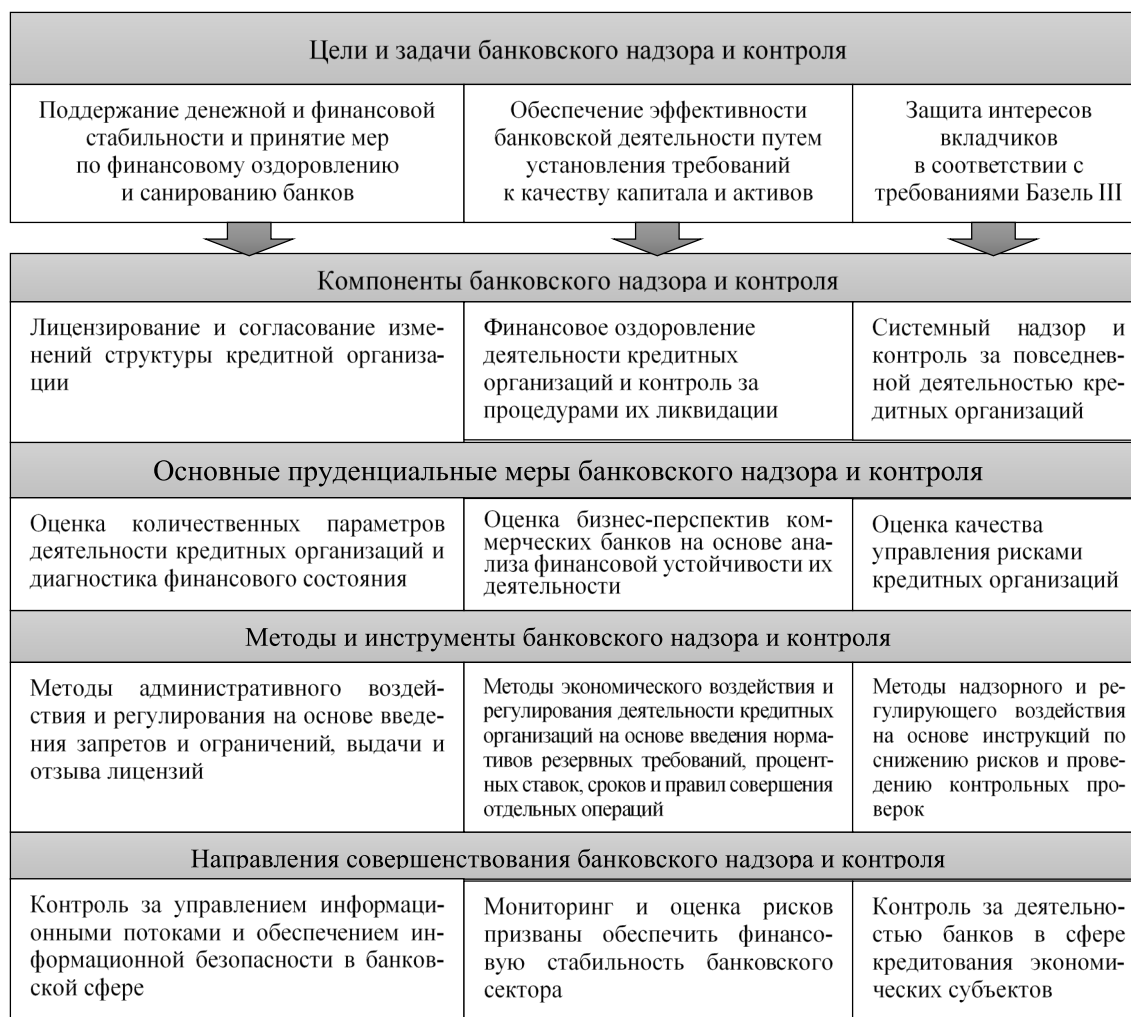 Цели и задачи банковского надзора и контроля
Поддержание денежной и финансовой
стабильности и принятие мер
по финансовому оздоровлению
и санированию банков
Обеспечение эффективности
банковской деятельности путем
установления требований
к качеству капитала и активов
Защита интересов
вкладчиков
в соответствии с
требованиями Базель III
Компоненты банковского надзора и контроля
Лицензирование и согласование изме-
нений структуры кредитной организа-
ции
Финансовое оздоровление
деятельности кредитных
организаций и контроль за
процедурами их ликвидации
Системный надзор и
контроль за повседнев-
ной деятельностью кре-
дитных организаций
Основные пруденциальные меры банковского надзора и контроля
Оценка количественных параметров
деятельности кредитных организаций и
диагностика финансового состояния
Оценка бизнес-перспектив ком-
мерческих банков на основе ана-
лиза финансовой устойчивости их
деятельности
Оценка качества
управления рисками
кредитных организаций
Методы и инструменты банковского надзора и контроля
Методы административного воздей-
ствия и регулирования на основе введе-
ния запретов и ограничений, выдачи и
отзыва лицензий
Методы экономического воздействия и
регулирования деятельности кредитных
организаций на основе введения норма-
тивов резервных требований, процент-
ных ставок, сроков и правил совершения
отдельных операций
Методы надзорного и ре-
гулирующего воздействия
на основе инструкций по
снижению рисков и прове-
дению контрольных про-
верок
Направления совершенствования банковского надзора и контроля
Контроль за управлением информаци-
онными потоками и обеспечением ин-
формационной безопасности в банков-
ской сфере
Мониторинг и оценка рисков
призваны обеспечить финансо-
вую стабильность банковского
сектора
Контроль за деятельно-
стью банков в сфере
кредитования экономи-
ческих субъектов